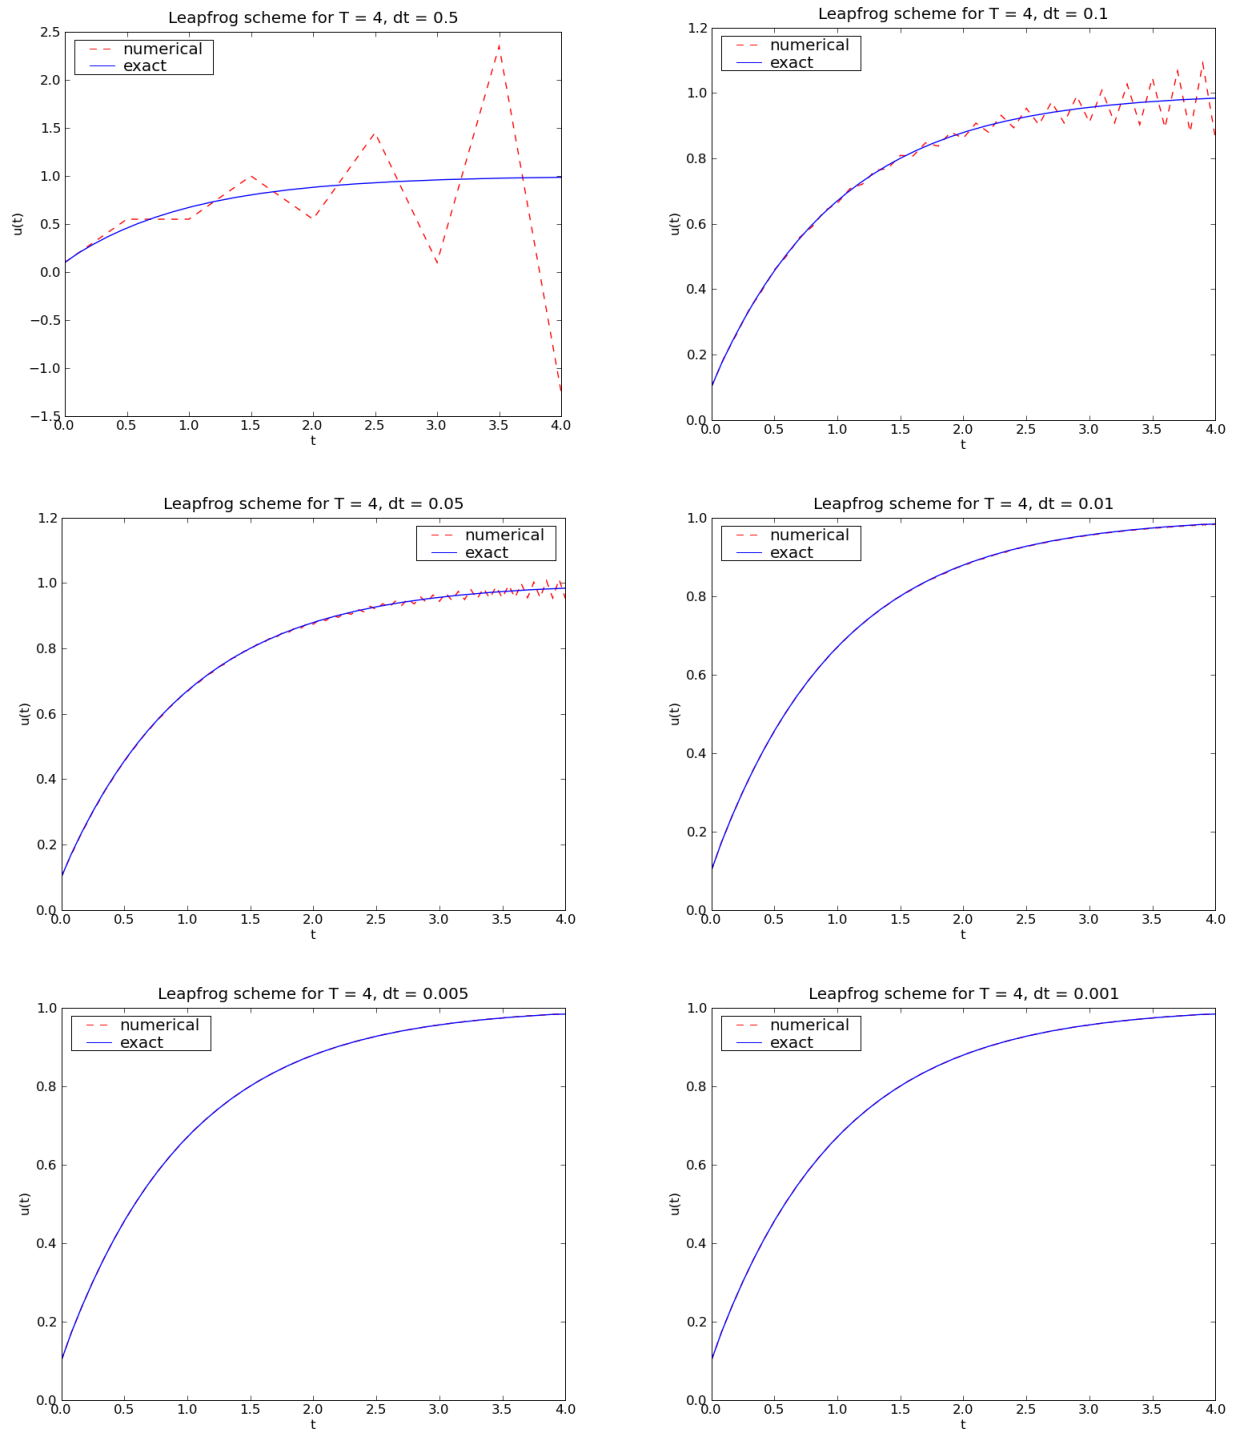 Leapfrog scheme for T = 4, dt = 0.5
2.5
2.0
1.5
1.0
0.5
0.0
−0.5
−1.0
−1.5
u(t)
numerical
exact
0.0 0.5 1.0 1.5 2.0 2.5 3.0 3.5 4.0
t
Leapfrog scheme for T = 4, dt = 0.1
1.2
1.0
0.8
0.6
0.4
0.2
0.0
u(t)
numerical
exact
0.0 0.5 1.0 1.5 2.0 2.5 3.0 3.5 4.0
t
Leapfrog scheme for T = 4, dt = 0.05
1.2
1.0
0.8
0.6
0.4
0.2
0.0
u(t)
numerical
exact
0.0 0.5 1.0 1.5 2.0 2.5 3.0 3.5 4.0
t
Leapfrog scheme for T = 4, dt = 0.01
1.0
0.8
0.6
0.4
0.2
0.0
u(t)
numerical
exact
0.0 0.5 1.0 1.5 2.0 2.5 3.0 3.5 4.0
t
Leapfrog scheme for T = 4, dt = 0.005
1.0
0.8
0.6
0.4
0.2
0.0
u(t)
numerical
exact
0.0 0.5 1.0 1.5 2.0 2.5 3.0 3.5 4.0
t
Leapfrog scheme for T = 4, dt = 0.001
1.0
0.8
0.6
0.4
0.2
0.0
u(t)
numerical
exact
0.0 0.5 1.0 1.5 2.0 2.5 3.0 3.5 4.0
t